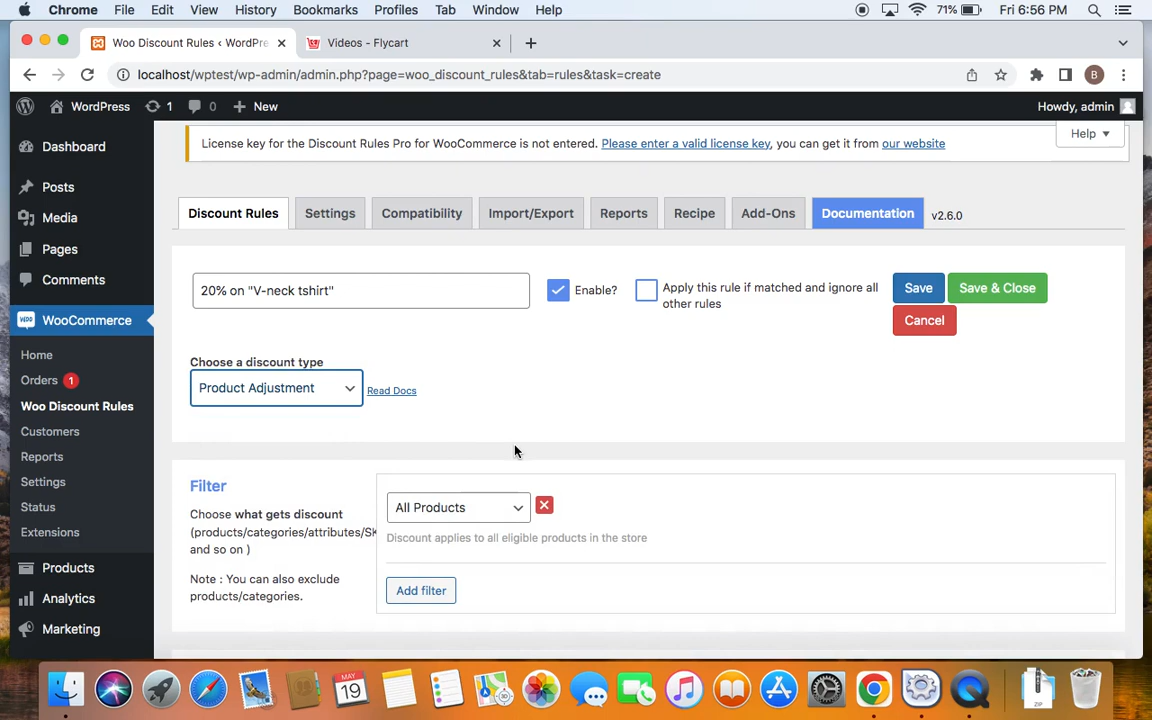 Chrome File Edit View History Bookmarks Profiles Tab Window Help 71% Fri 6:56 PM
Woo Discount Rules ‹ WordPre Videos - Flycart
localhost/wptest/wp-admin/admin.php?page=woo_discount_rules&tab=rules&task=create B
WordPress 1 0 New Howdy, admin
Help
License key for the Discount Rules Pro for WooCommerce is not entered. Please enter a valid license key, you can get it from our website
Dashboard
Posts
Media
Pages
Comments
WooCommerce
Home
Orders 1
Woo Discount Rules
Customers
Reports
Settings
Status
Extensions
Products
Analytics
Marketing
Discount Rules Settings Compatibility Import/Export Reports Recipe Add-Ons Documentation v2.6.0
20% on "V-neck tshirt" Enable? Apply this rule if matched and ignore all
other rules
Save Save & Close
Cancel
Choose a discount type
Product Adjustment Read Docs
Filter
Choose what gets discount
(products/categories/attributes/SK
and so on )
Note : You can also exclude
products/categories.
All Products
Discount applies to all eligible products in the store
Add filter
MAY
19
ZIP